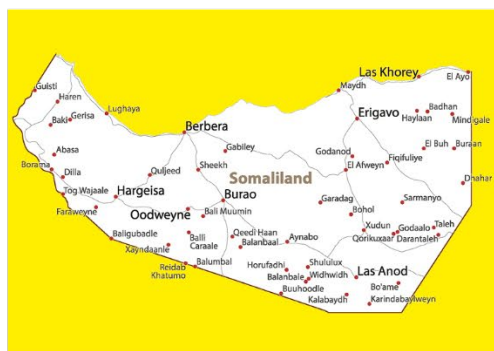 Las Khorey
El Ayo
Guisti
Maydh
Haren
Lughaya
Badhan
Baki
Gerisa
Erigavo
Haylaan
Mindigale
Berbera
Abasa
Gabiley
Godanod
El Buh
Buraan
Borama
Sheekh
El Afweyn
Fiqifuliye
Dilla
Quljeed
Somaliland
Dhahar
Tog Wajaale
Hargeisa
Burao
Garadag
Sarmanyo
Faraweyne
Oodweyne
Bali Muumin
Bohol
Baligubadle
Balli
Caraale
Qeedi Haan
Xudun
Godaalo
Taleh
Xayndaanle
Balanbaal
Aynabo
Qorikuxaar
Darantaleh
Reidab
Khatumo
Balumbal
Horufadhi
Shululux
Balanbale
Widhwidh
Las Anod
Buuhoodle
Bo'ame
Kalabaydh
Karindabaylweyn